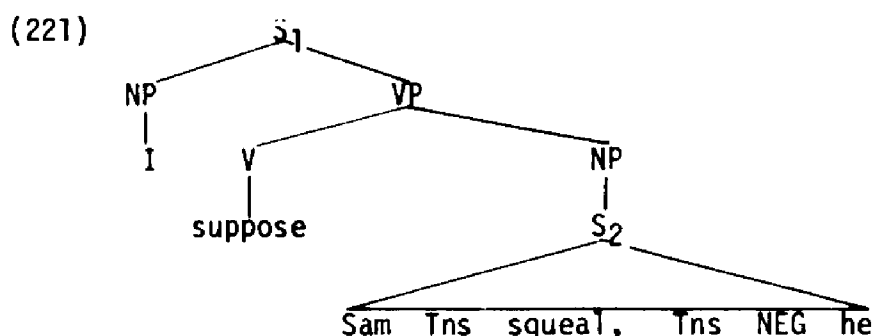 (221) S1
NP VP
I V NP
suppose S2
Sam Tns squeal, Tns NEG he